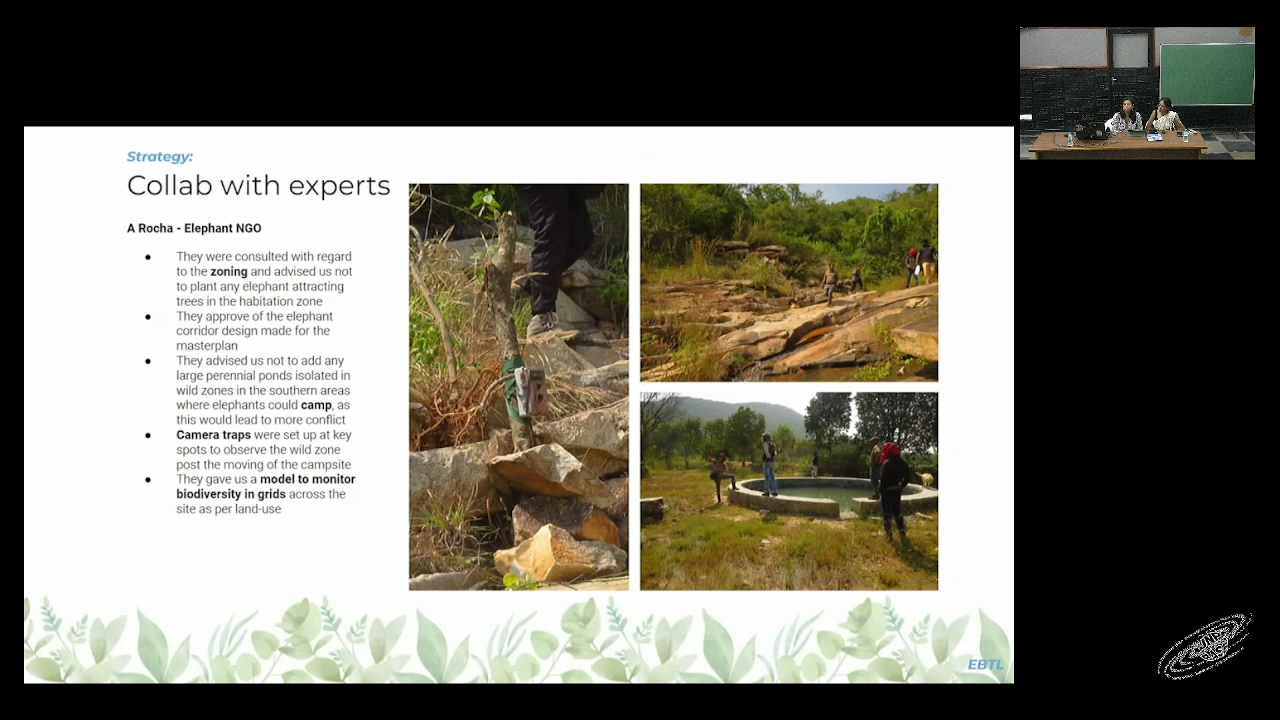 Strategy:
Collab with experts
A Rocha - Elephant NGO
● They were consulted with regard
to the zoning and advised us not
to plant any elephant attracting
trees in the habitation zone
● They approve of the elephant
corridor design made for the
masterplan
● They advised us not to add any
large perennial ponds isolated in
wild zones in the southern areas
where elephants could camp, as
this would lead to more conflict
● Camera traps were set up at key
spots to observe the wild zone
post the moving of the campsite
● They gave us a model to monitor
biodiversity in grids across the
site as per land-use
EBTL